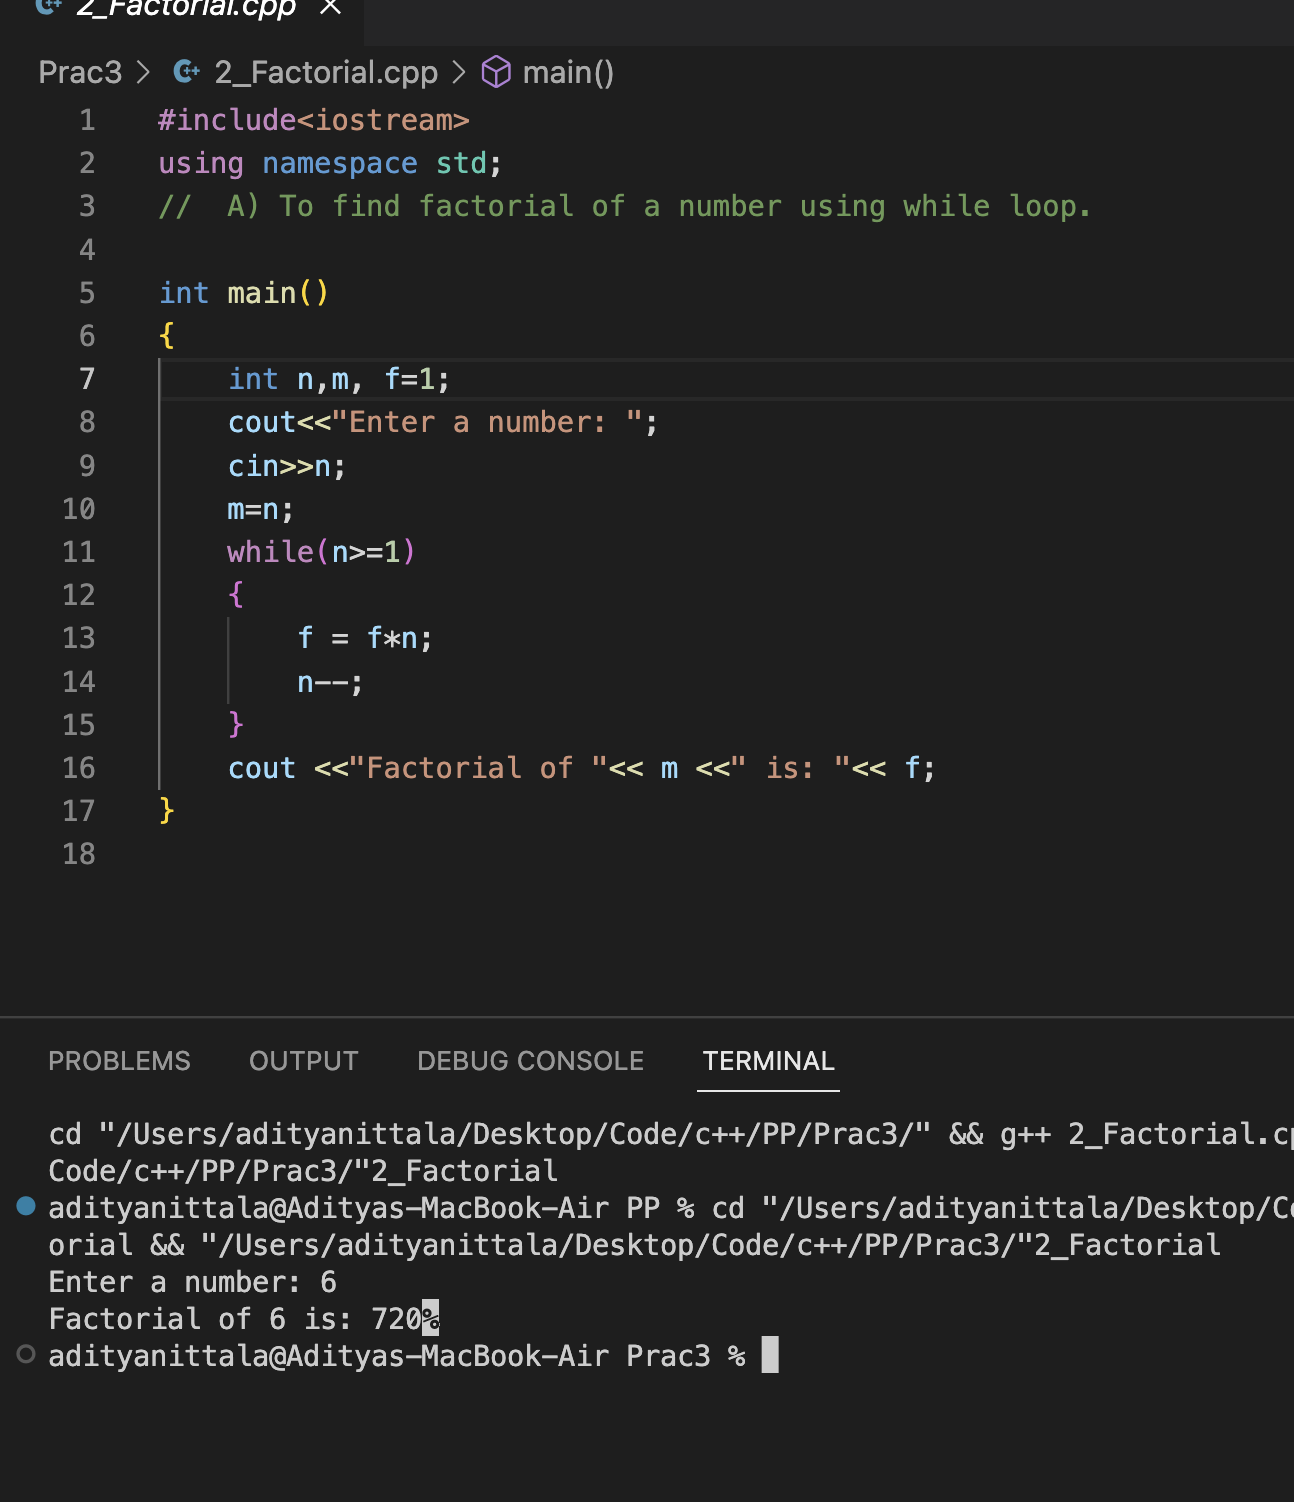 2_Factorial.cpp ×
Prac3 > 2_Factorial.cpp > main()
1 #include<iostream>
2 using namespace std;
3 //  A) To find factorial of a number using while loop.
4
5 int main()
6 {
7     int n,m, f=1;
8     cout<<"Enter a number: ";
9     cin>>n;
10     m=n;
11     while(n>=1)
12     {
13         f = f*n;
14         n--;
15     }
16     cout <<"Factorial of "<< m <<" is: "<< f;
17 }
18
PROBLEMS OUTPUT DEBUG CONSOLE TERMINAL
cd "/Users/adityanittala/Desktop/Code/c++/PP/Prac3/" && g++ 2_Factorial.cp
Code/c++/PP/Prac3/"2_Factorial
adityanittala@Adityas-MacBook-Air PP % cd "/Users/adityanittala/Desktop/Co
orial && "/Users/adityanittala/Desktop/Code/c++/PP/Prac3/"2_Factorial
Enter a number: 6
Factorial of 6 is: 720%
adityanittala@Adityas-MacBook-Air Prac3 %